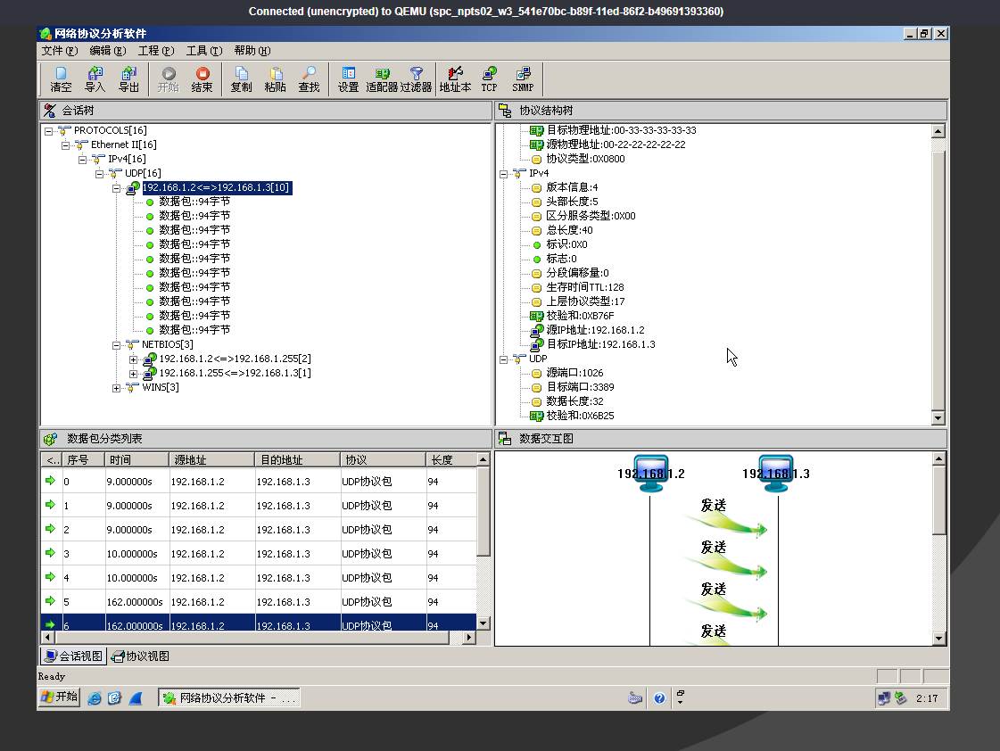 Connected (unencrypted) to QEMU (spc_npts02_w3_541e70bc-b89f-11ed-86f2-b49691393360)
网络协议分析软件
文件(F) 编辑(E) 工程(P) 工具(T) 帮助(H)
清空 导入 导出 开始 结束 复制 粘贴 查找 设置 适配器 过滤器 地址本 TCP SNMP
会话树
PROTOCOLS[16]
Ethernet II[16]
IPv4[16]
UDP[16]
192.168.1.2<=>192.168.1.3[10]
数据包::94字节
数据包::94字节
数据包::94字节
数据包::94字节
数据包::94字节
数据包::94字节
数据包::94字节
数据包::94字节
数据包::94字节
数据包::94字节
NETBIOS[3]
192.168.1.2<=>192.168.1.255[2]
192.168.1.255<=>192.168.1.3[1]
WINS[3]
协议结构树
目标物理地址:00-33-33-33-33-33
源物理地址:00-22-22-22-22-22
协议类型:0X0800
IPv4
版本信息:4
头部长度:5
区分服务类型:0X00
总长度:40
标识:0X0
标志:0
分段偏移量:0
生存时间TTL:128
上层协议类型:17
校验和:0XB76F
源IP地址:192.168.1.2
目标IP地址:192.168.1.3
UDP
源端口:1026
目标端口:3389
数据长度:32
校验和:0X6B25
数据包分类列表
<.. 序号 时间 源地址 目的地址 协议 长度
0 9.000000s 192.168.1.2 192.168.1.3 UDP协议包 94
1 9.000000s 192.168.1.2 192.168.1.3 UDP协议包 94
2 9.000000s 192.168.1.2 192.168.1.3 UDP协议包 94
3 10.000000s 192.168.1.2 192.168.1.3 UDP协议包 94
4 10.000000s 192.168.1.2 192.168.1.3 UDP协议包 94
5 162.000000s 192.168.1.2 192.168.1.3 UDP协议包 94
6 162.000000s 192.168.1.2 192.168.1.3 UDP协议包 94
数据交互图
192.168.1.2 192.168.1.3
发送
发送
发送
发送
会话视图 协议视图
Ready
开始 网络协议分析软件 - ... 2:17